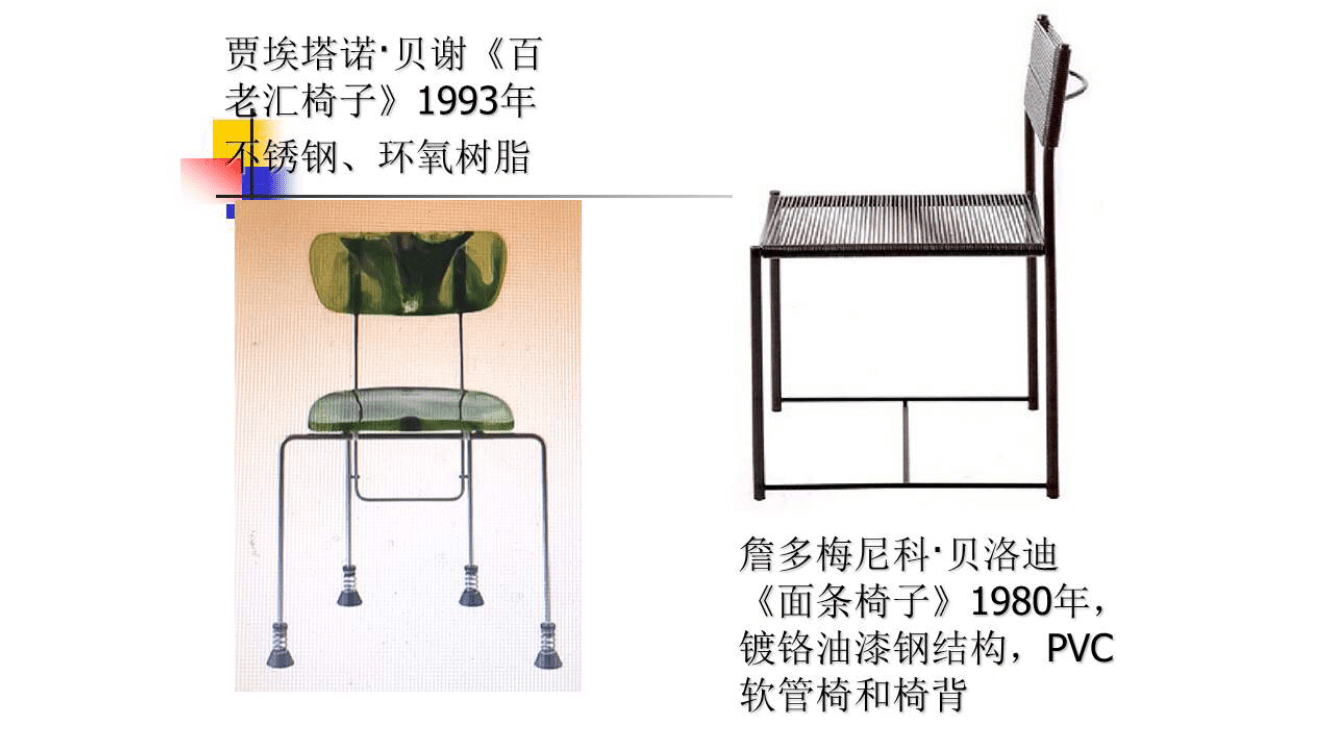 贾埃塔诺·贝谢《百
老汇椅子》1993年
不锈钢、环氧树脂
詹多梅尼科·贝洛迪
《面条椅子》1980年，
镀铬油漆钢结构，PVC
软管椅和椅背